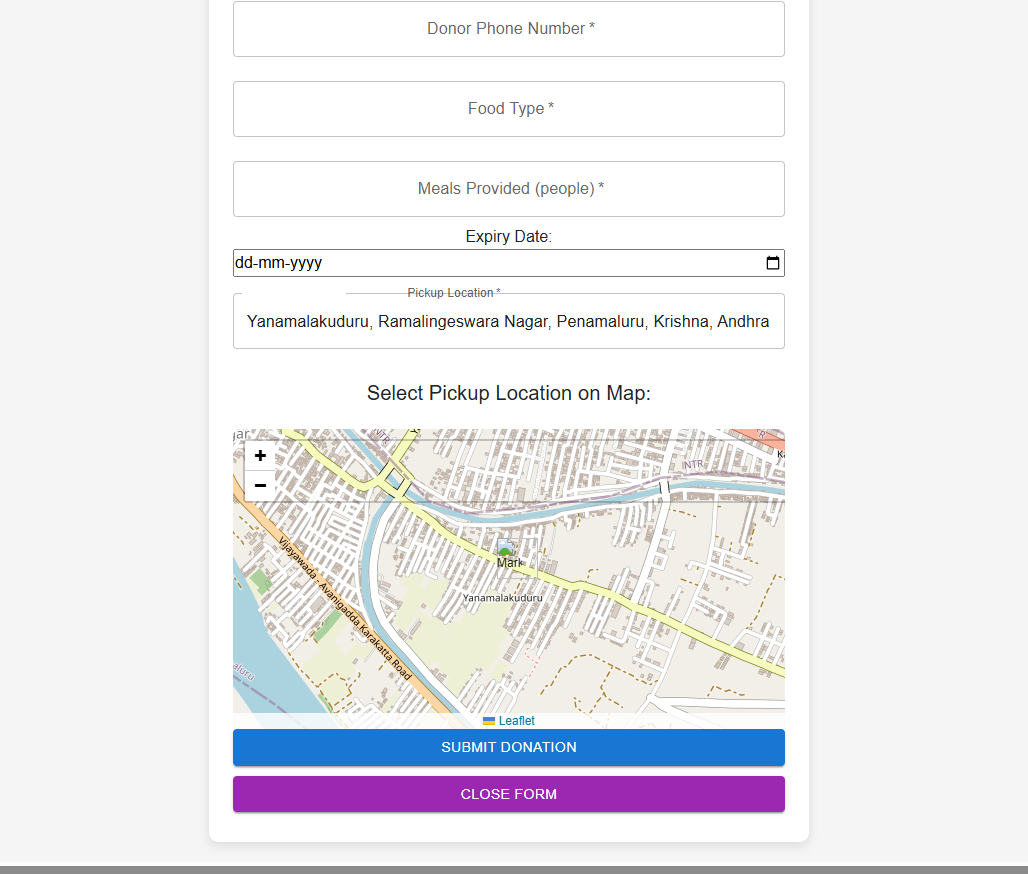 Donor Phone Number *
Food Type *
Meals Provided (people) *
Expiry Date:
dd-mm-yyyy
Pickup Location *
Yanamalakuduru, Ramalingeswara Nagar, Penamaluru, Krishna, Andhra
Select Pickup Location on Map:
+
−
NTR
NTR
Mark
Yanamalakuduru
Vijayawada - Avanigadda Karakatta Road
Leaflet
SUBMIT DONATION
CLOSE FORM